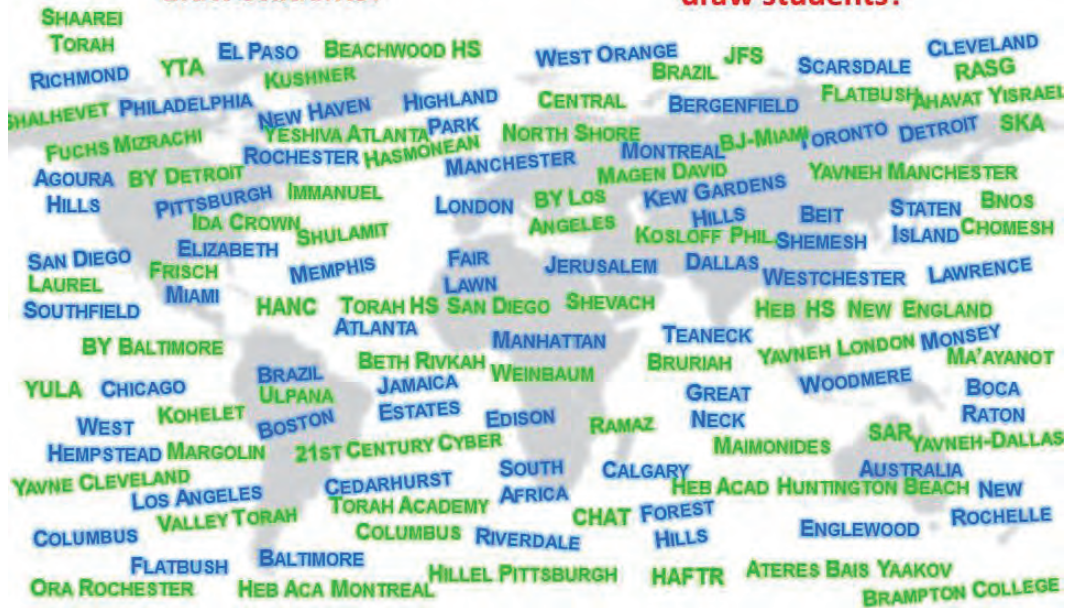 draw students?
SHAAREI
TORAH
EL PASO
BEACHWOOD HS
WEST ORANGE
JFS
CLEVELAND
RICHMOND
YTA
KUSHNER
BRAZIL
SCARSDALE
RASG
SHALHEVET
PHILADELPHIA
NEW HAVEN
HIGHLAND
PARK
CENTRAL
BERGENFIELD
FLATBUSH
AHAVAT YISRAEL
FUCHS MIZRACHI
YESHIVA ATLANTA
NORTH SHORE
BJ-MIAMI
TORONTO
DETROIT
SKA
ROCHESTER
HASMONEAN
MANCHESTER
MONTREAL
AGOURA
HILLS
BY DETROIT
PITTSBURGH
IMMANUEL
MAGEN DAVID
YAVNEH MANCHESTER
LONDON
BY LOS
ANGELES
KEW GARDENS
HILLS
BEIT
SHEMESH
STATEN
ISLAND
BNOS
CHOMESH
IDA CROWN
SHULAMIT
KOSLOFF PHIL
ELIZABETH
SAN DIEGO
FRISCH
MEMPHIS
FAIR
LAWN
JERUSALEM
DALLAS
WESTCHESTER
LAWRENCE
LAUREL
MIAMI
SOUTHFIELD
HANC
TORAH HS SAN DIEGO
SHEVACH
HEB HS NEW ENGLAND
ATLANTA
MANHATTAN
TEANECK
MONSEY
BY BALTIMORE
BETH RIVKAH
WEINBAUM
BRURIAH
YAVNEH LONDON
MA'AYANOT
YULA
CHICAGO
BRAZIL
ULPANA
JAMAICA
ESTATES
GREAT
NECK
WOODMERE
BOCA
RATON
WEST
HEMPSTEAD
KOHELET
BOSTON
EDISON
RAMAZ
MARGOLIN
21ST CENTURY CYBER
MAIMONIDES
SAR
YAVNEH-DALLAS
YAVNE CLEVELAND
LOS ANGELES
CEDARHURST
SOUTH
AFRICA
CALGARY
AUSTRALIA
HEB ACAD HUNTINGTON BEACH
NEW
ROCHELLE
VALLEY TORAH
TORAH ACADEMY
COLUMBUS
CHAT
FOREST
HILLS
ENGLEWOOD
COLUMBUS
RIVERDALE
FLATBUSH
BALTIMORE
ORA ROCHESTER
HEB ACA MONTREAL
HILLEL PITTSBURGH
HAFTR
ATERES BAIS YAAKOV
BRAMPTON COLLEGE